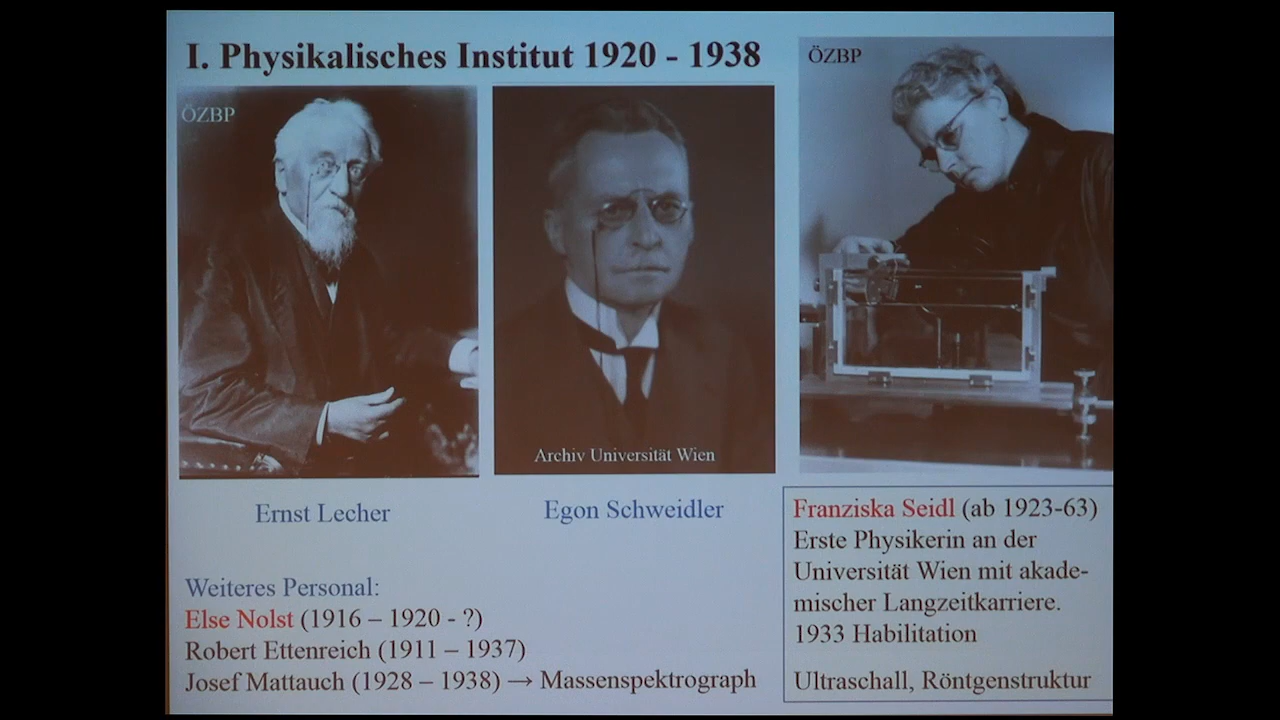 I. Physikalisches Institut 1920 - 1938
ÖZBP
ÖZBP
Archiv Universität Wien
Ernst Lecher
Egon Schweidler
Franziska Seidl (ab 1923-63)
Erste Physikerin an der
Universität Wien mit akade-
mischer Langzeitkarriere.
1933 Habilitation
Ultraschall, Röntgenstruktur
Weiteres Personal:
Else Nolst (1916 – 1920 - ?)
Robert Ettenreich (1911 – 1937)
Josef Mattauch (1928 – 1938) → Massenspektrograph